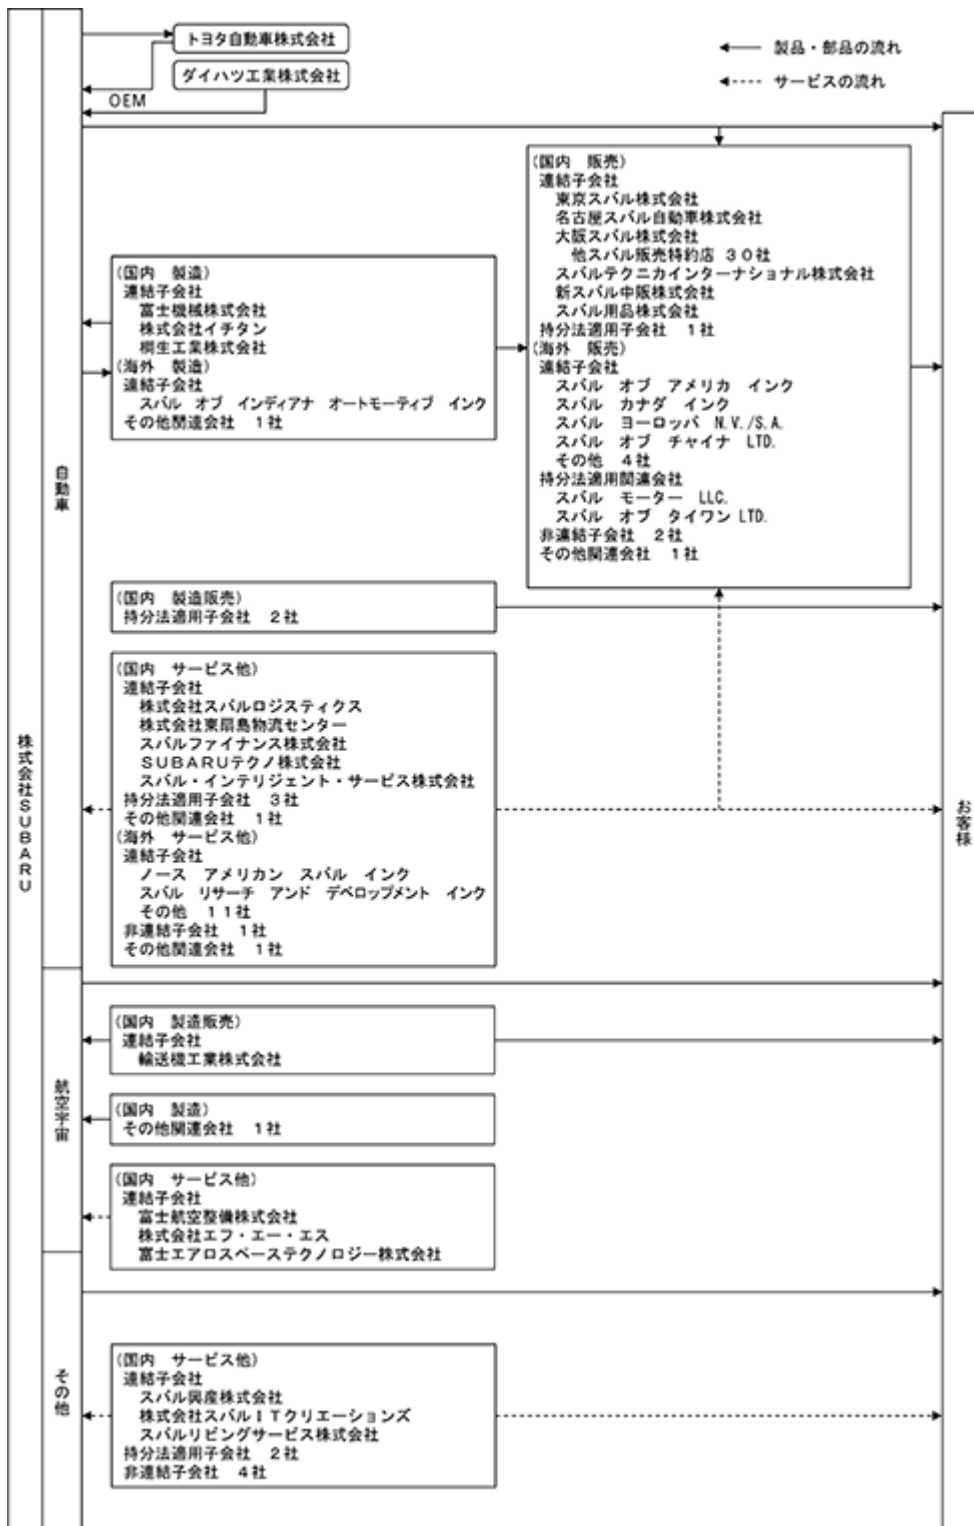 トヨタ自動車株式会社
ダイハツ工業株式会社
OEM
製品・部品の流れ
サービスの流れ
株式会社SUBARU
自動車
(国内 製造)
連結子会社
富士機械株式会社
株式会社イチタン
桐生工業株式会社
(海外 製造)
連結子会社
スバル オブ インディアナ オートモーティブ インク
その他関連会社 1社
(国内 販売)
連結子会社
東京スバル株式会社
名古屋スバル自動車株式会社
大阪スバル株式会社
他スバル販売特約店 30社
スバルテクニカインターナショナル株式会社
新スバル中販株式会社
スバル用品株式会社
持分法適用子会社 1社
(海外 販売)
連結子会社
スバル オブ アメリカ インク
スバル カナダ インク
スバル ヨーロッパ N.V./S.A.
スバル オブ チャイナ LTD.
その他 4社
持分法適用関連会社
スバル モーター LLC.
スバル オブ タイワン LTD.
非連結子会社 2社
その他関連会社 1社
(国内 製造販売)
持分法適用子会社 2社
(国内 サービス他)
連結子会社
株式会社スバルロジスティクス
株式会社東扇島物流センター
スバルファイナンス株式会社
SUBARUテクノ株式会社
スバル・インテリジェント・サービス株式会社
持分法適用子会社 3社
その他関連会社 1社
(海外 サービス他)
連結子会社
ノース アメリカン スバル インク
スバル リサーチ アンド デベロップメント インク
その他 11社
非連結子会社 1社
その他関連会社 1社
お客様
航空宇宙
(国内 製造販売)
連結子会社
輸送機工業株式会社
(国内 製造)
その他関連会社 1社
(国内 サービス他)
連結子会社
富士航空整備株式会社
株式会社エフ・エー・エス
富士エアロスペーステクノロジー株式会社
その他
(国内 サービス他)
連結子会社
スバル興産株式会社
株式会社スバルITクリエーションズ
スバルリビングサービス株式会社
持分法適用子会社 2社
非連結子会社 4社